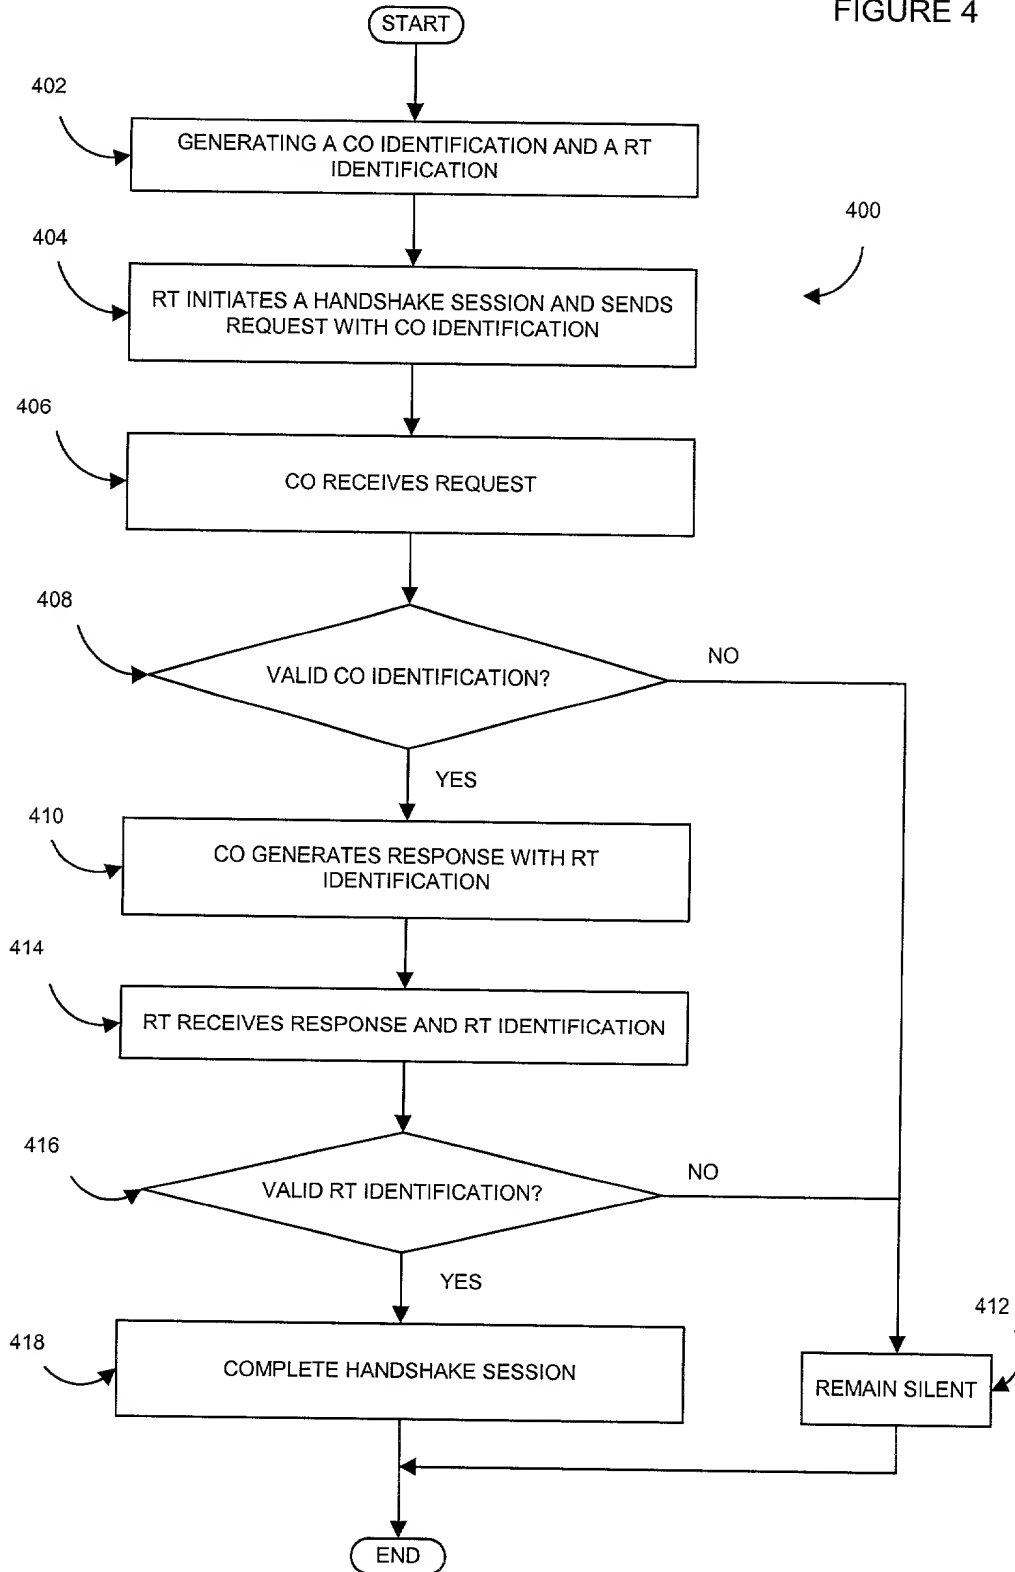 FIGURE 4
START
402
GENERATING A CO IDENTIFICATION AND A RT
IDENTIFICATION
400
404
RT INITIATES A HANDSHAKE SESSION AND SENDS
REQUEST WITH CO IDENTIFICATION
406
CO RECEIVES REQUEST
408
VALID CO IDENTIFICATION?
NO
YES
410
CO GENERATES RESPONSE WITH RT
IDENTIFICATION
414
RT RECEIVES RESPONSE AND RT IDENTIFICATION
416
VALID RT IDENTIFICATION?
NO
YES
412
418
COMPLETE HANDSHAKE SESSION
REMAIN SILENT
END